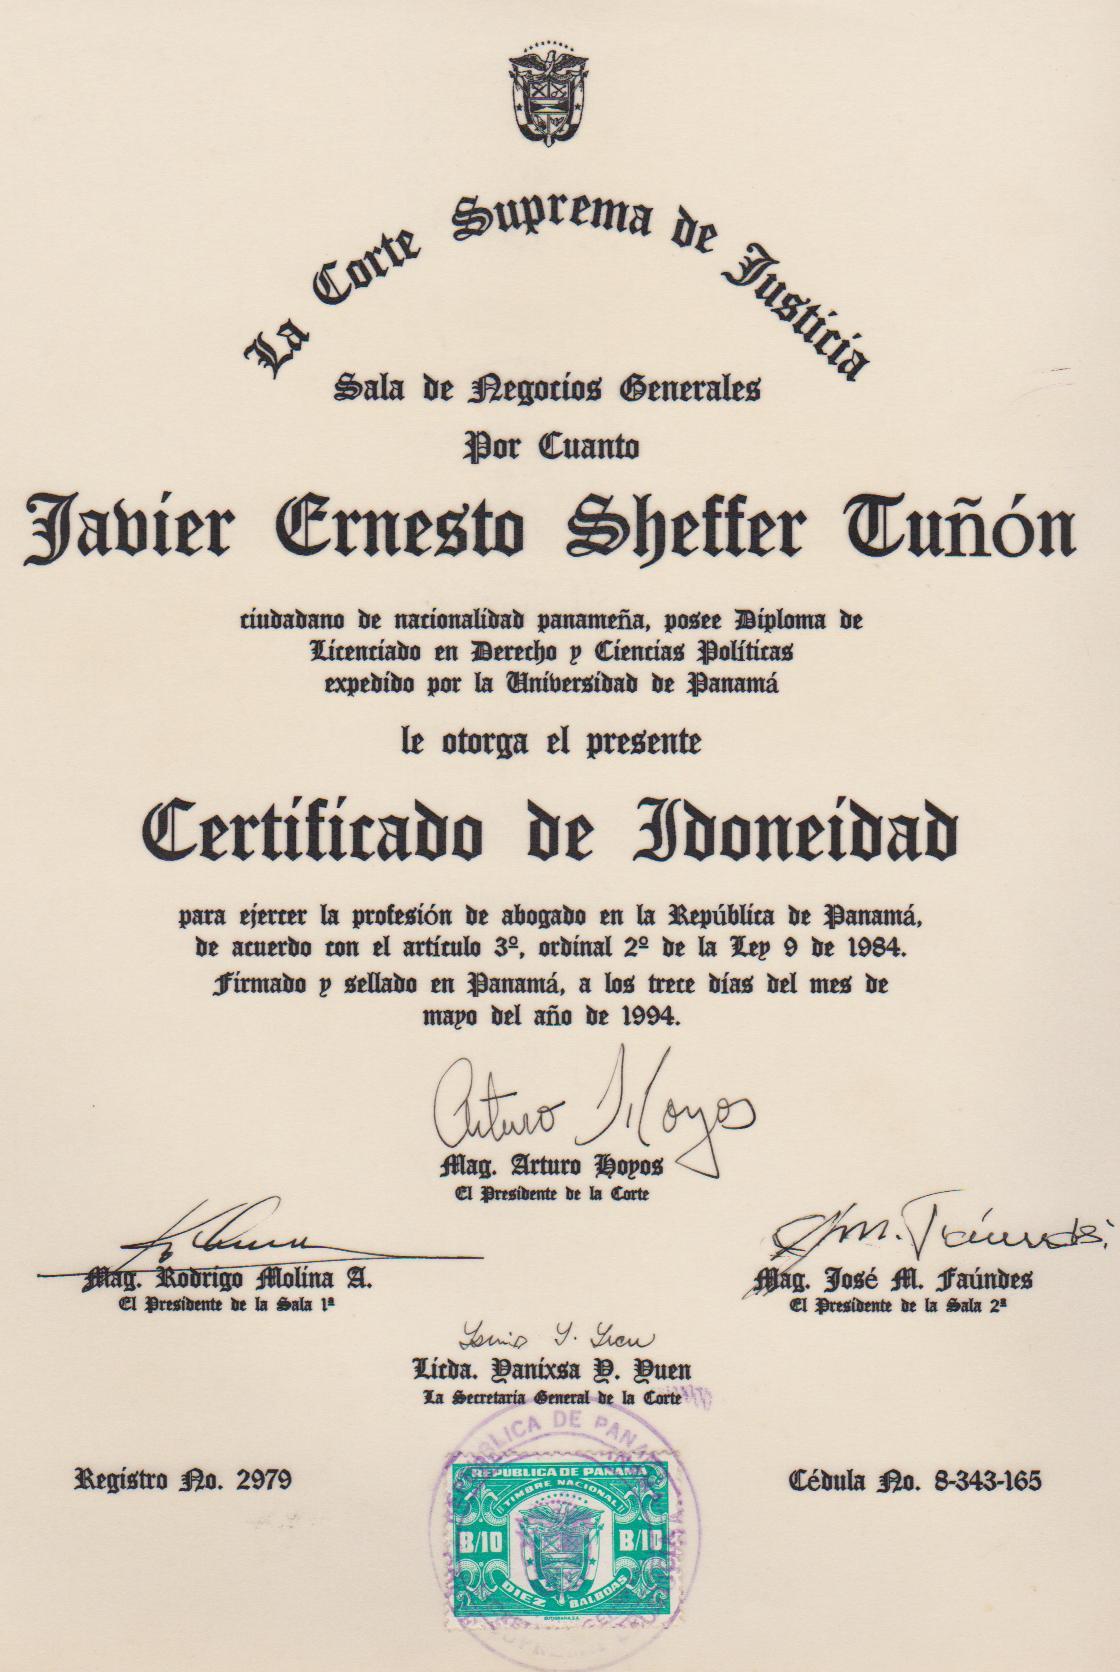 La Corte Suprema de Justicia
Sala de Negocios Generales
Por Cuanto
Javier Ernesto Sheffer Tuñón
ciudadano de nacionalidad panameña, posee Diploma de
Licenciado en Derecho y Ciencias Políticas
expedido por la Universidad de Panamá
le otorga el presente
Certificado de Idoneidad
para ejercer la profesión de abogado en la República de Panamá,
de acuerdo con el artículo 3º, ordinal 2º de la Ley 9 de 1984.
Firmado y sellado en Panamá, a los trece días del mes de
mayo del año de 1994.
Arturo Hoyos
Mag. Arturo Hoyos
El Presidente de la Corte
Mag. Rodrigo Molina A.
El Presidente de la Sala 1ª
J. M. Faúndes
Mag. José M. Faúndes
El Presidente de la Sala 2ª
Licda. Yanixsa Y. Yuen
La Secretaria General de la Corte
REPUBLICA DE PANAMA
Registro No. 2979
Cédula No. 8-343-165
REPUBLICA DE PANAMA
TIMBRE NACIONAL
B/10 B/10
DIEZ BALBOAS